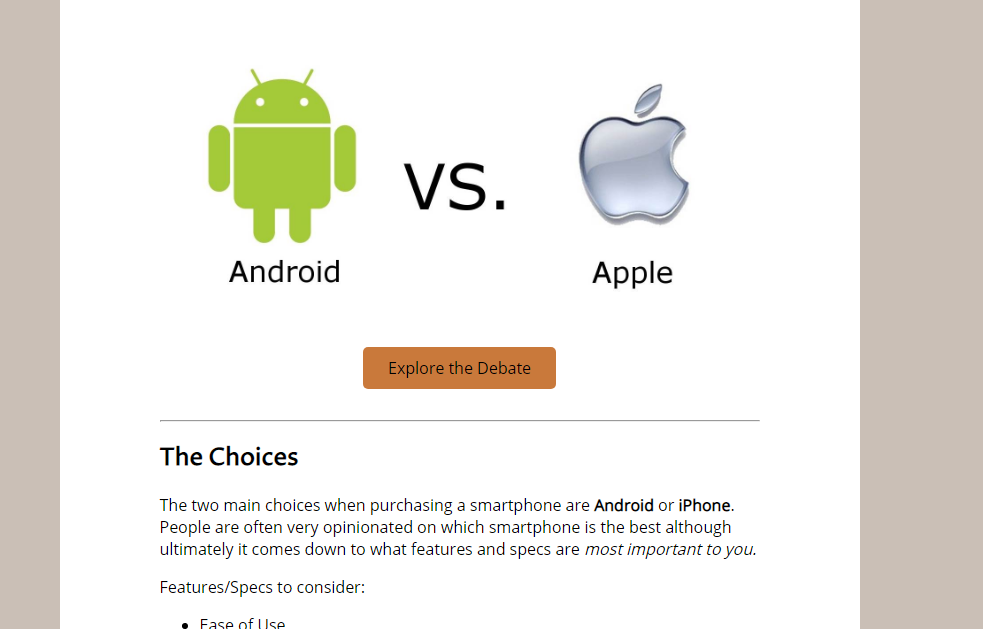 vs.
Android
Apple
Explore the Debate
The Choices
The two main choices when purchasing a smartphone are Android or iPhone.
People are often very opinionated on which smartphone is the best although
ultimately it comes down to what features and specs are most important to you.
Features/Specs to consider:
• Ease of Use